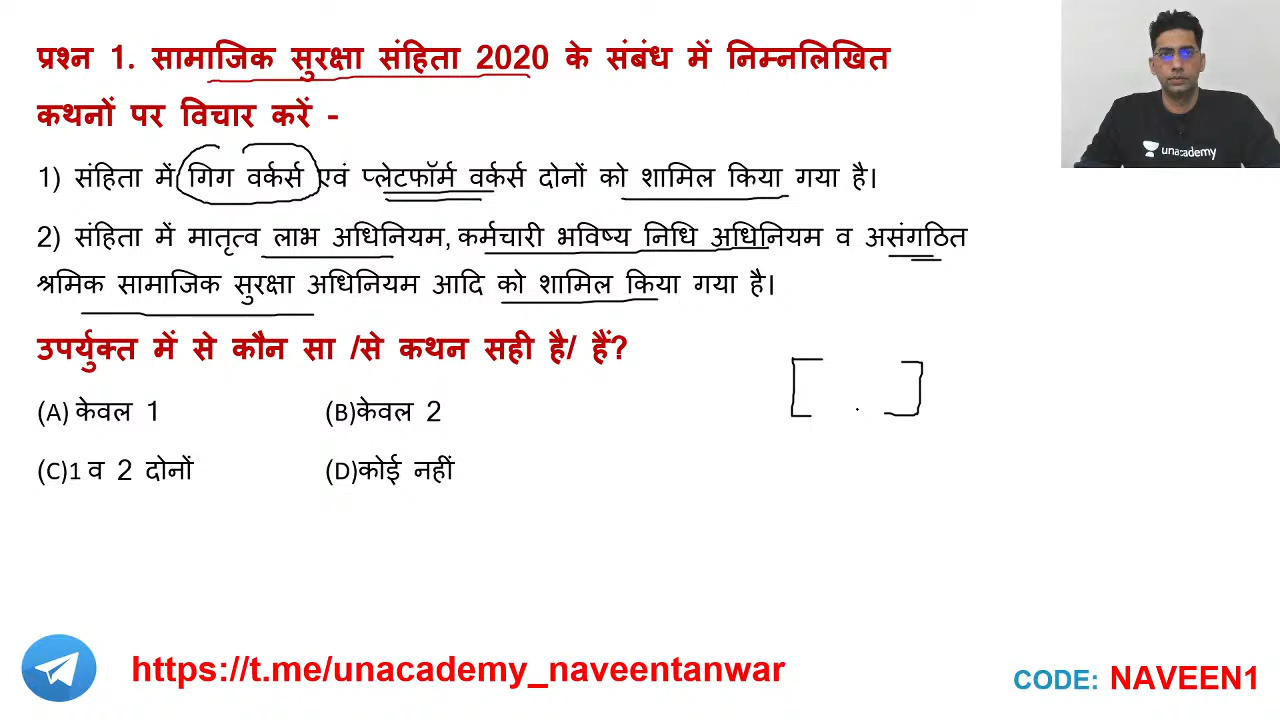 प्रश्न 1. सामाजिक सुरक्षा संहिता 2020 के संबंध में निम्नलिखित
कथनों पर विचार करें -
1) संहिता में गिग वर्कर्स एवं प्लेटफॉर्म वर्कर्स दोनों को शामिल किया गया है।
2) संहिता में मातृत्व लाभ अधिनियम, कर्मचारी भविष्य निधि अधिनियम व असंगठित
श्रमिक सामाजिक सुरक्षा अधिनियम आदि को शामिल किया गया है।
उपर्युक्त में से कौन सा /से कथन सही है/ हैं?
(A) केवल 1 (B)केवल 2
(C)1 व 2 दोनों (D)कोई नहीं
unacademy
https://t.me/unacademy_naveentanwar
CODE: NAVEEN1